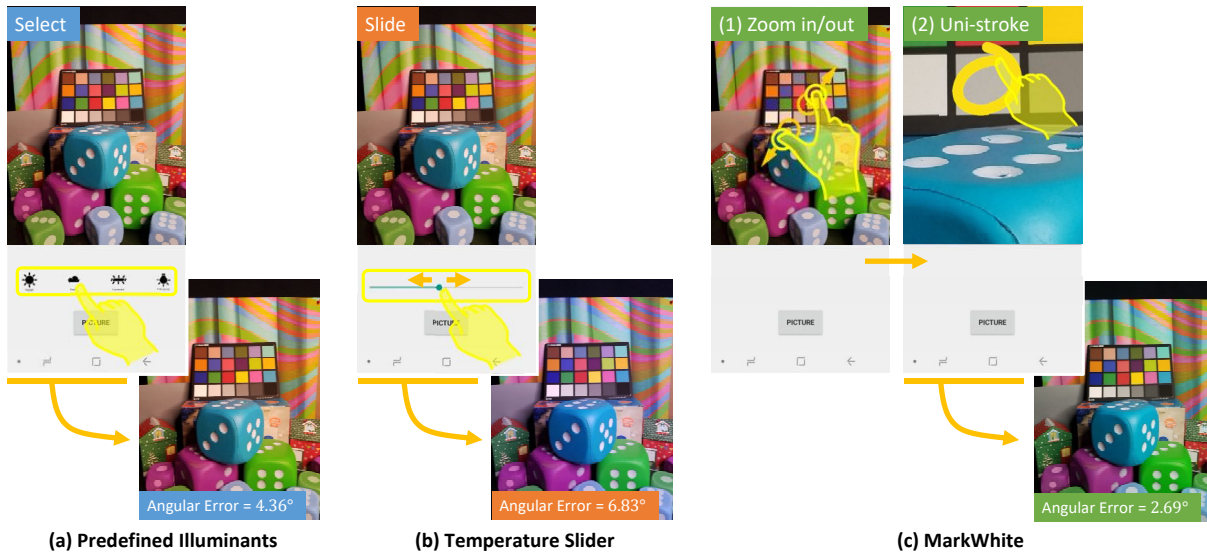 Select
Slide
(1) Zoom in/out
(2) Uni-stroke
PICTURE
PICTURE
PICTURE
PICTURE
Angular Error = 4.36°
Angular Error = 6.83°
Angular Error = 2.69°
(a) Predefined Illuminants
(b) Temperature Slider
(c) MarkWhite